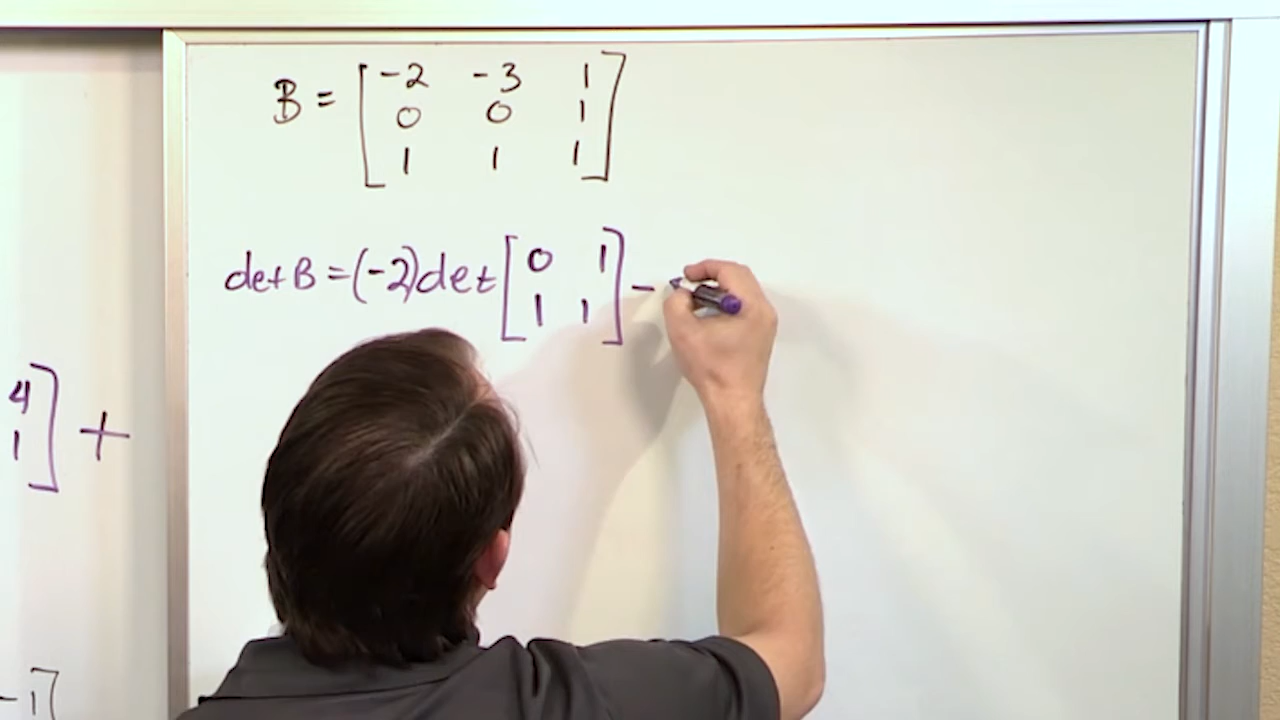 B = [ -2 -3 1
0 0 1
1 1 1 ]
det B = (-2) det [ 0 1
1 1 ] -
4
1 ] +
-1 ]